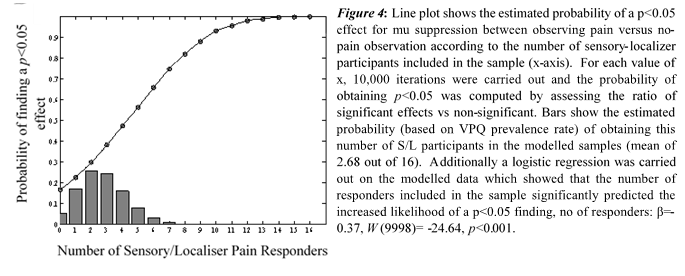 Probability of finding a p<0.05
effect
0.9
0.8
0.7
0.6
0.5
0.4
0.3
0.2
0.1
0
0 1 2 3 4 5 6 7 8 9 10 11 12 13 14 15 16
Number of Sensory/Localiser Pain Responders
Figure 4: Line plot shows the estimated probability of a p<0.05
effect for mu suppression between observing pain versus no-
pain observation according to the number of sensory-localizer
participants included in the sample (x-axis). For each value of
x, 10,000 iterations were carried out and the probability of
obtaining p<0.05 was computed by assessing the ratio of
significant effects vs non-significant. Bars show the estimated
probability (based on VPQ prevalence rate) of obtaining this
number of S/L participants in the modelled samples (mean of
2.68 out of 16). Additionally a logistic regression was carried
out on the modelled data which showed that the number of
responders included in the sample significantly predicted the
increased likelihood of a p<0.05 finding, no of responders: β=-
0.37, W(9998)= -24.64, p<0.001.